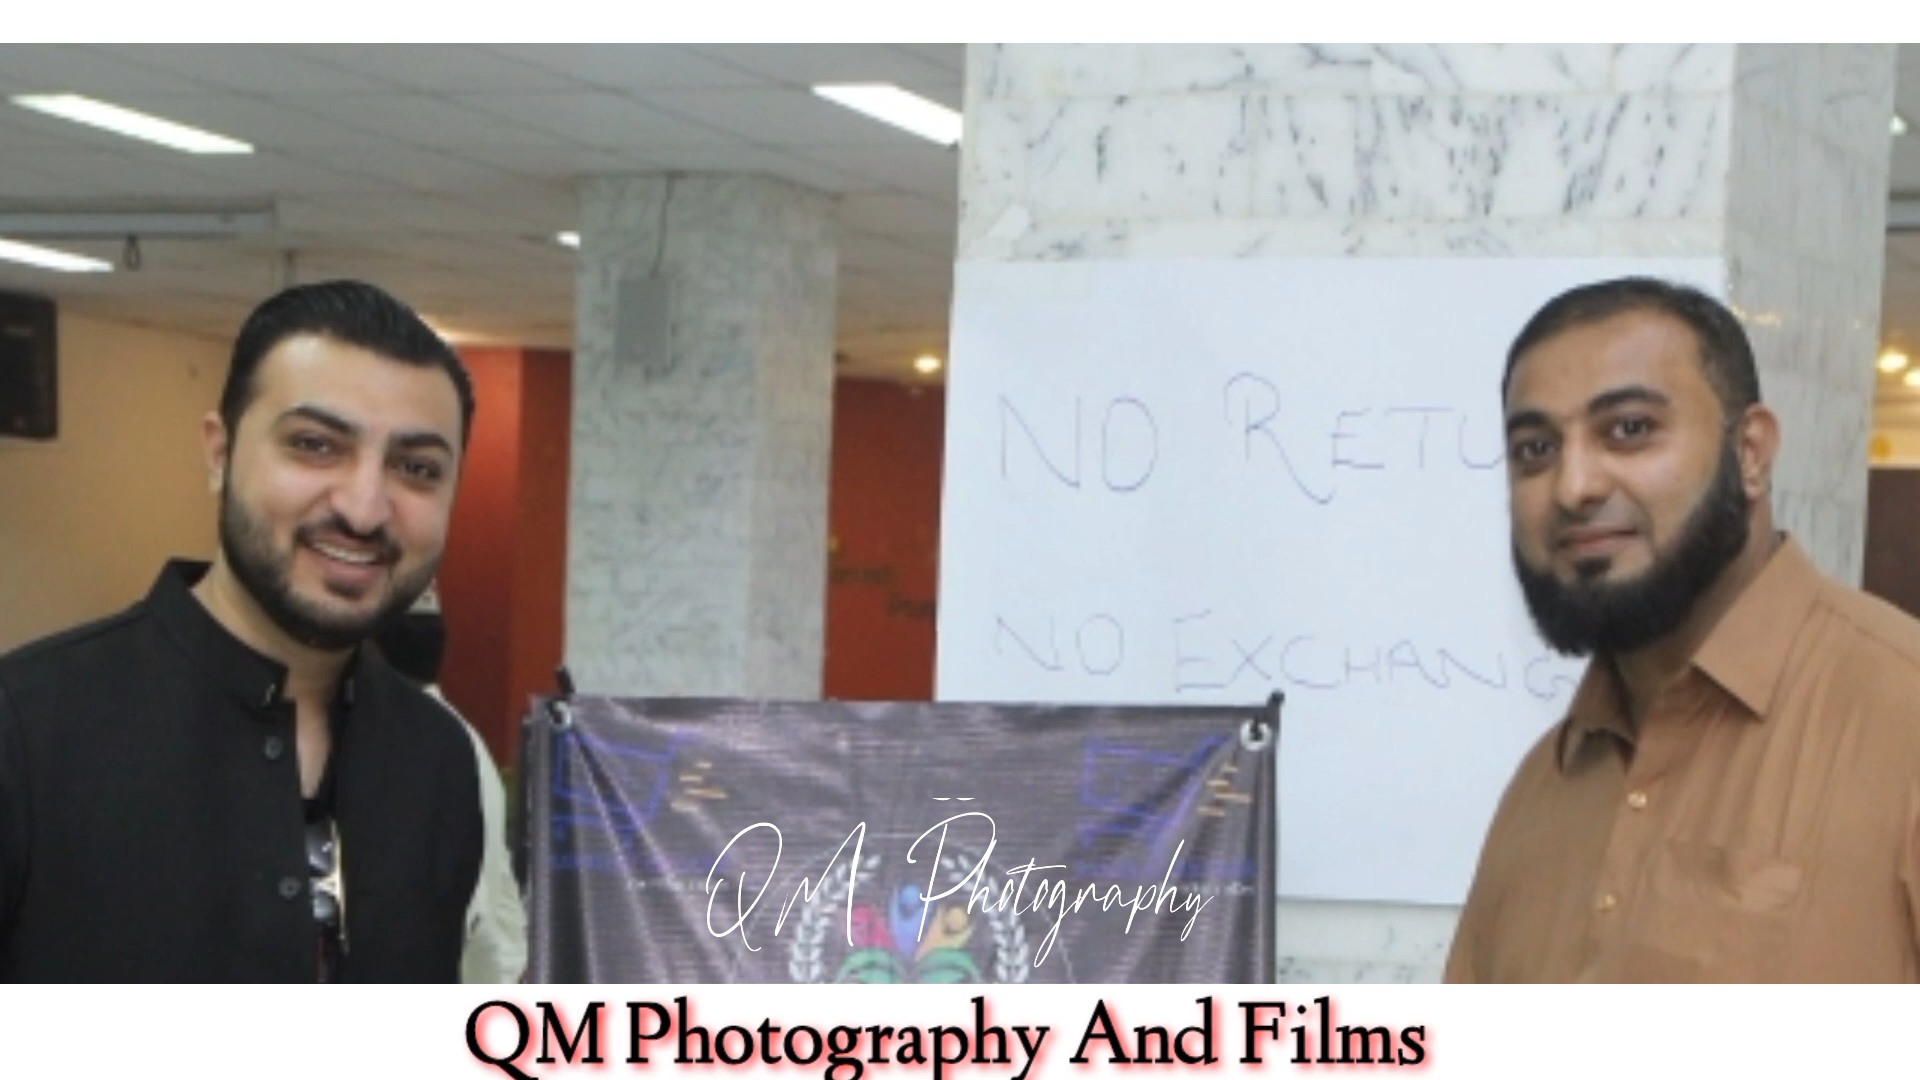 NO RETU
NO EXCHANG
QM Photography
QM Photography And Films